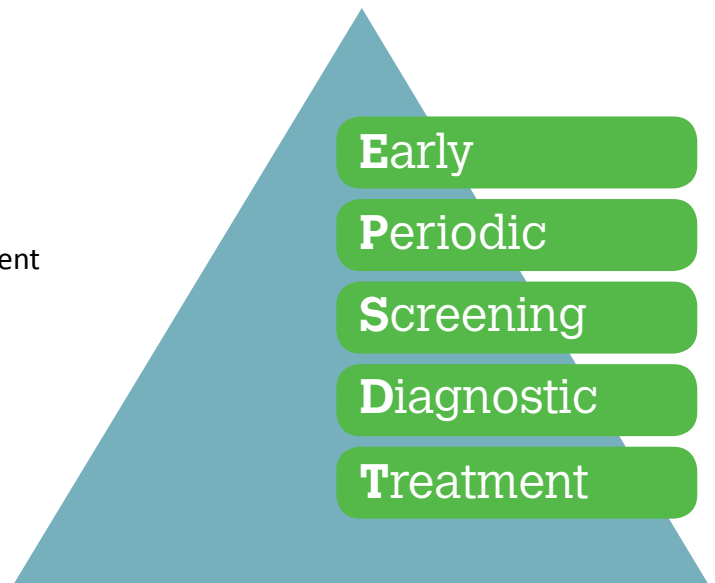 Early
Periodic
ent
Screening
Diagnostic
Treatment